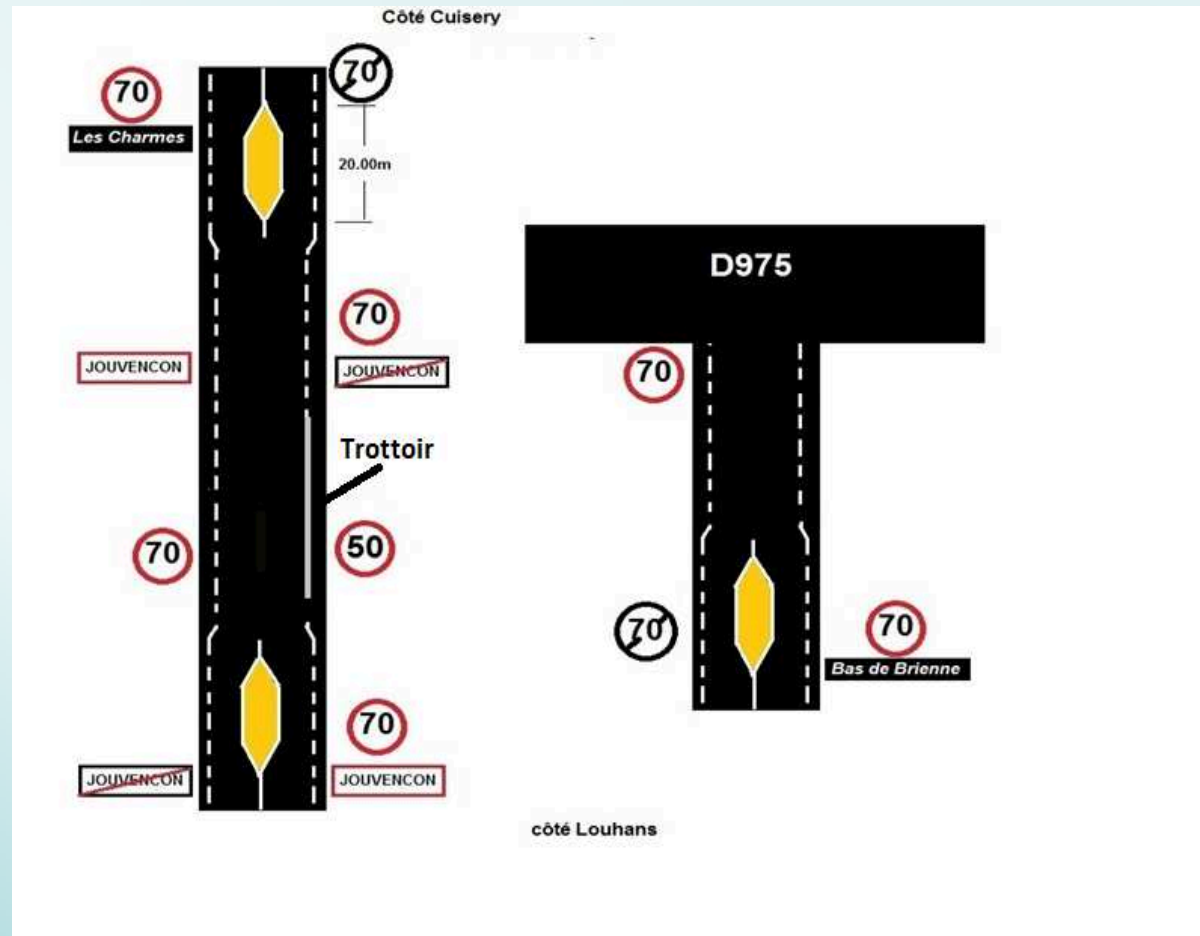 Côté Cuisery
70
70
Les Charmes
20.00m
D975
70
JOUVENCON
JOUVENCON
70
Trottoir
70
50
70
70
Bas de Brienne
70
JOUVENCON
JOUVENCON
côté Louhans